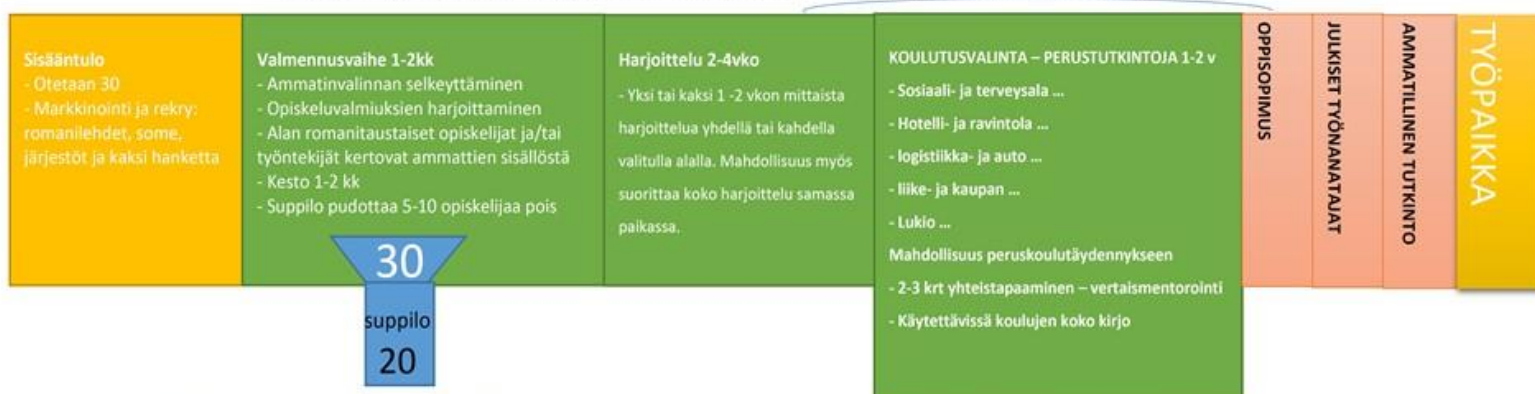 Sisääntulo
- Otetaan 30
- Markkinointi ja rekry:
romanilehdet, some,
järjestöt ja kaksi hanketta
Valmennusvaihe 1-2kk
- Ammatinvalinnan selkeyttäminen
- Opiskeluvalmiuksien harjoittaminen
- Alan romanitaustaiset opiskelijat ja/tai
työntekijät kertovat ammattien sisällöstä
- Kesto 1-2 kk
- Suppilo pudottaa 5-10 opiskelijaa pois
30
suppilo
20
Harjoittelu 2-4vko
- Yksi tai kaksi 1 -2 vkon mittaista
harjoittelua yhdellä tai kahdella
valitulla alalla. Mahdollisuus myös
suorittaa koko harjoittelu samassa
paikassa.
KOULUTUSVALINTA – PERUSTUTKINTOJA 1-2 v
- Sosiaali- ja terveysala ...
- Hotelli- ja ravintola ...
- logistiikka- ja auto ...
- liike- ja kaupan ...
- Lukio ...
Mahdollisuus peruskoulutäydennykseen
- 2-3 krt yhteistapaaminen – vertaismentorointi
- Käytettävissä koulujen koko kirjo
OPPISOPIMUS
JULKISET TYÖNANATAJAT
AMMATILLINEN TUTKINTO
TYÖPAIKKA